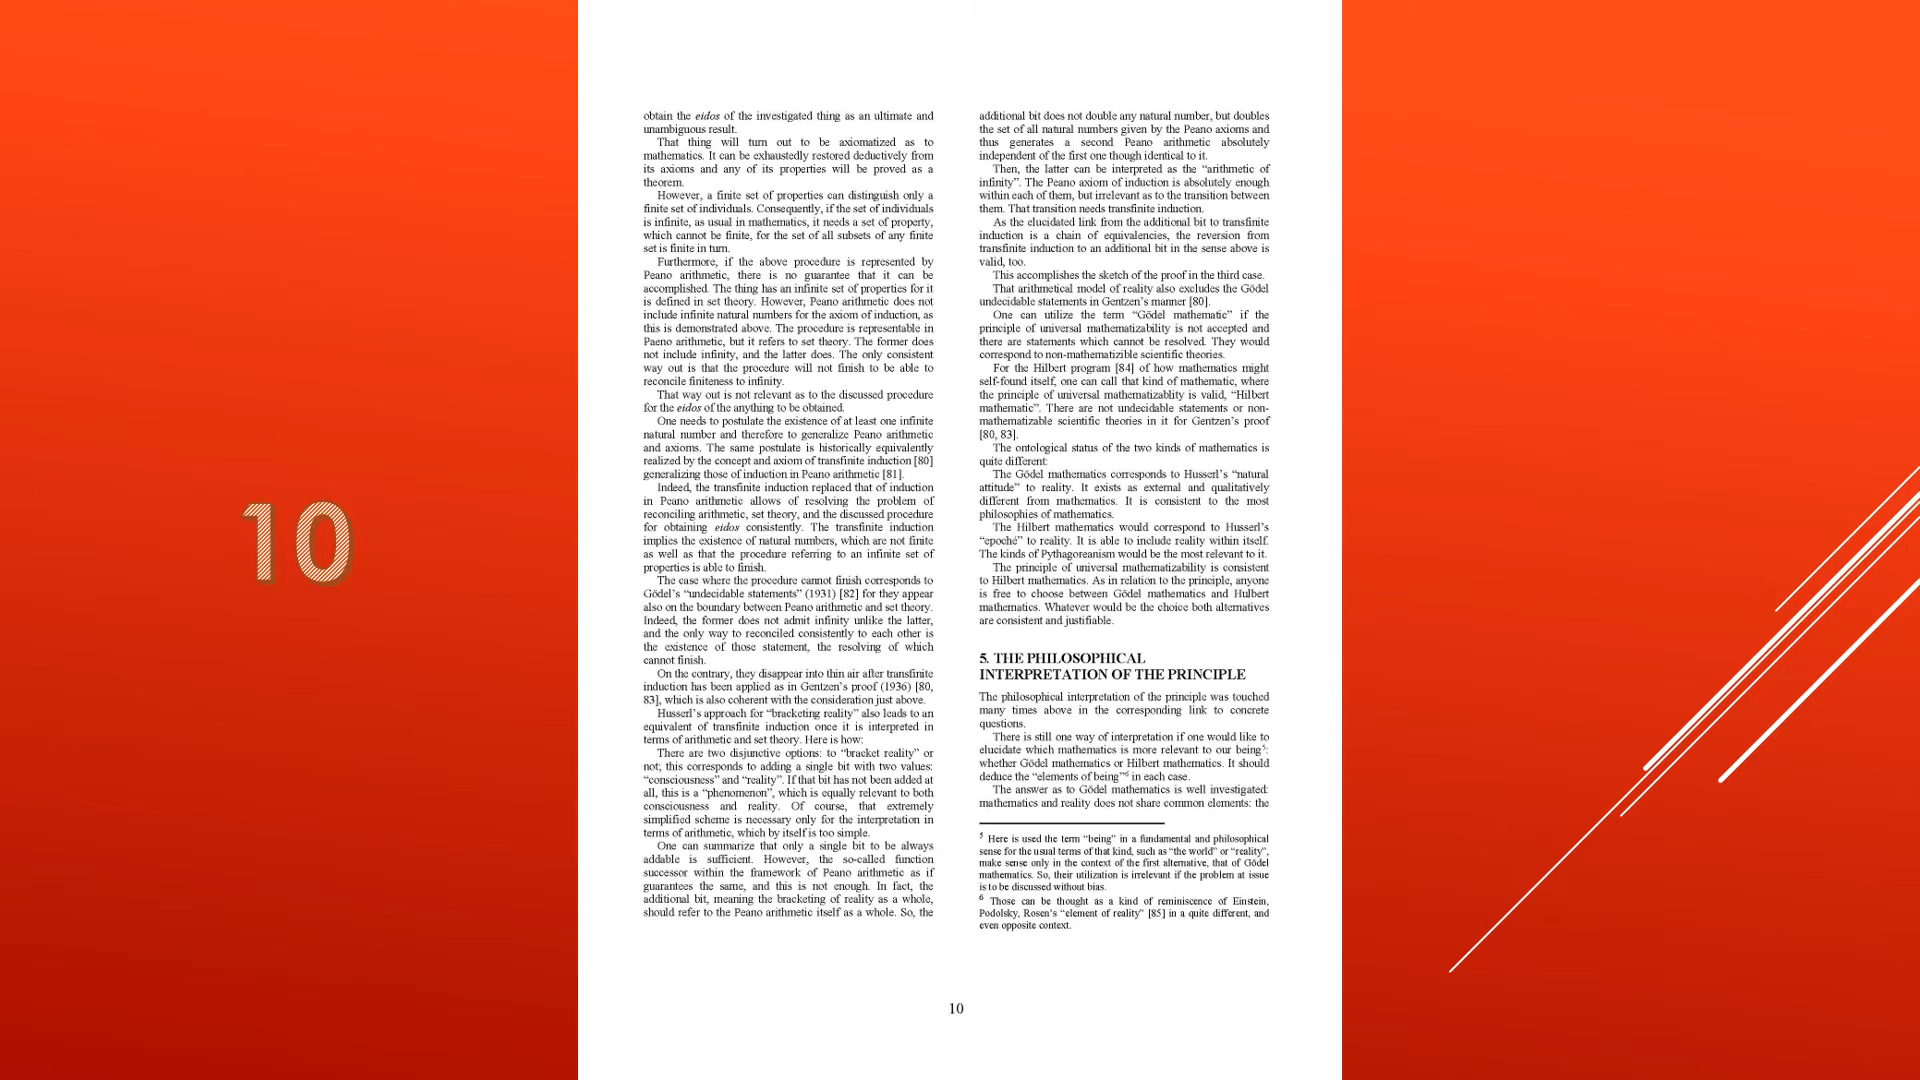 10
obtain the eidos of the investigated thing as an ultimate and
unambiguous result.
That thing will turn out to be axiomatized as to
mathematics. It can be exhaustedly restored deductively from
its axioms and any of its properties will be proved as a
theorem.
However, a finite set of properties can distinguish only a
finite set of individuals. Consequently, if the set of individuals
is infinite, as usual in mathematics, it needs a set of property,
which cannot be finite, for the set of all subsets of any finite
set is finite in turn.
Furthermore, if the above procedure is represented by
Peano arithmetic, there is no guarantee that it can be
accomplished. The thing has an infinite set of properties for it
is defined in set theory. However, Peano arithmetic does not
include infinite natural numbers for the axiom of induction, as
this is demonstrated above. The procedure is representable in
Paeno arithmetic, but it refers to set theory. The former does
not include infinity, and the latter does. The only consistent
way out is that the procedure will not finish to be able to
reconcile finiteness to infinity.
That way out is not relevant as to the discussed procedure
for the eidos of the anything to be obtained.
One needs to postulate the existence of at least one infinite
natural number and therefore to generalize Peano arithmetic
and axioms. The same postulate is historically equivalently
realized by the concept and axiom of transfinite induction [80]
generalizing those of induction in Peano arithmetic [81].
Indeed, the transfinite induction replaced that of induction
in Peano arithmetic allows of resolving the problem of
reconciling arithmetic, set theory, and the discussed procedure
for obtaining eidos consistently. The transfinite induction
implies the existence of natural numbers, which are not finite
as well as that the procedure referring to an infinite set of
properties is able to finish.
The case where the procedure cannot finish corresponds to
Gödel's “undecidable statements” (1931) [82] for they appear
also on the boundary between Peano arithmetic and set theory.
Indeed, the former does not admit infinity unlike the latter,
and the only way to reconciled consistently to each other is
the existence of those statement, the resolving of which
cannot finish.
On the contrary, they disappear into thin air after transfinite
induction has been applied as in Gentzen's proof (1936) [80,
83], which is also coherent with the consideration just above.
Husserl's approach for “bracketing reality” also leads to an
equivalent of transfinite induction once it is interpreted in
terms of arithmetic and set theory. Here is how:
There are two disjunctive options: to “bracket reality” or
not; this corresponds to adding a single bit with two values:
“consciousness” and “reality”. If that bit has not been added at
all, this is a “phenomenon”, which is equally relevant to both
consciousness and reality. Of course, that extremely
simplified scheme is necessary only for the interpretation in
terms of arithmetic, which by itself is too simple.
One can summarize that only a single bit to be always
addable is sufficient. However, the so-called function
successor within the framework of Peano arithmetic as if
guarantees the same, and this is not enough. In fact, the
additional bit, meaning the bracketing of reality as a whole,
should refer to the Peano arithmetic itself as a whole. So, the
additional bit does not double any natural number, but doubles
the set of all natural numbers given by the Peano axioms and
thus generates a second Peano arithmetic absolutely
independent of the first one though identical to it.
Then, the latter can be interpreted as the “arithmetic of
infinity”. The Peano axiom of induction is absolutely enough
within each of them, but irrelevant as to the transition between
them. That transition needs transfinite induction.
As the elucidated link from the additional bit to transfinite
induction is a chain of equivalencies, the reversion from
transfinite induction to an additional bit in the sense above is
valid, too.
This accomplishes the sketch of the proof in the third case.
That arithmetical model of reality also excludes the Gödel
undecidable statements in Gentzen's manner [80].
One can utilize the term “Gödel mathematic” if the
principle of universal mathematizability is not accepted and
there are statements which cannot be resolved. They would
correspond to non-mathematizible scientific theories.
For the Hilbert program [84] of how mathematics might
self-found itself, one can call that kind of mathematic, where
the principle of universal mathematizablity is valid, “Hilbert
mathematic”. There are not undecidable statements or non-
mathematizable scientific theories in it for Gentzen's proof
[80, 83].
The ontological status of the two kinds of mathematics is
quite different:
The Gödel mathematics corresponds to Husserl's “natural
attitude” to reality. It exists as external and qualitatively
different from mathematics. It is consistent to the most
philosophies of mathematics.
The Hilbert mathematics would correspond to Husserl's
“epoché” to reality. It is able to include reality within itself.
The kinds of Pythagoreanism would be the most relevant to it.
The principle of universal mathematizability is consistent
to Hilbert mathematics. As in relation to the principle, anyone
is free to choose between Gödel mathematics and Hulbert
mathematics. Whatever would be the choice both alternatives
are consistent and justifiable.
5. THE PHILOSOPHICAL
INTERPRETATION OF THE PRINCIPLE
The philosophical interpretation of the principle was touched
many times above in the corresponding link to concrete
questions.
There is still one way of interpretation if one would like to
elucidate which mathematics is more relevant to our being⁵:
whether Gödel mathematics or Hilbert mathematics. It should
deduce the “elements of being”⁶ in each case.
The answer as to Gödel mathematics is well investigated:
mathematics and reality does not share common elements: the
⁵ Here is used the term “being” in a fundamental and philosophical
sense for the usual terms of that kind, such as “the world” or “reality”,
make sense only in the context of the first alternative, that of Gödel
mathematics. So, their utilization is irrelevant if the problem at issue
is to be discussed without bias.
⁶ Those can be thought as a kind of reminiscence of Einstein,
Podolsky, Rosen's “element of reality” [85] in a quite different, and
even opposite context.
10